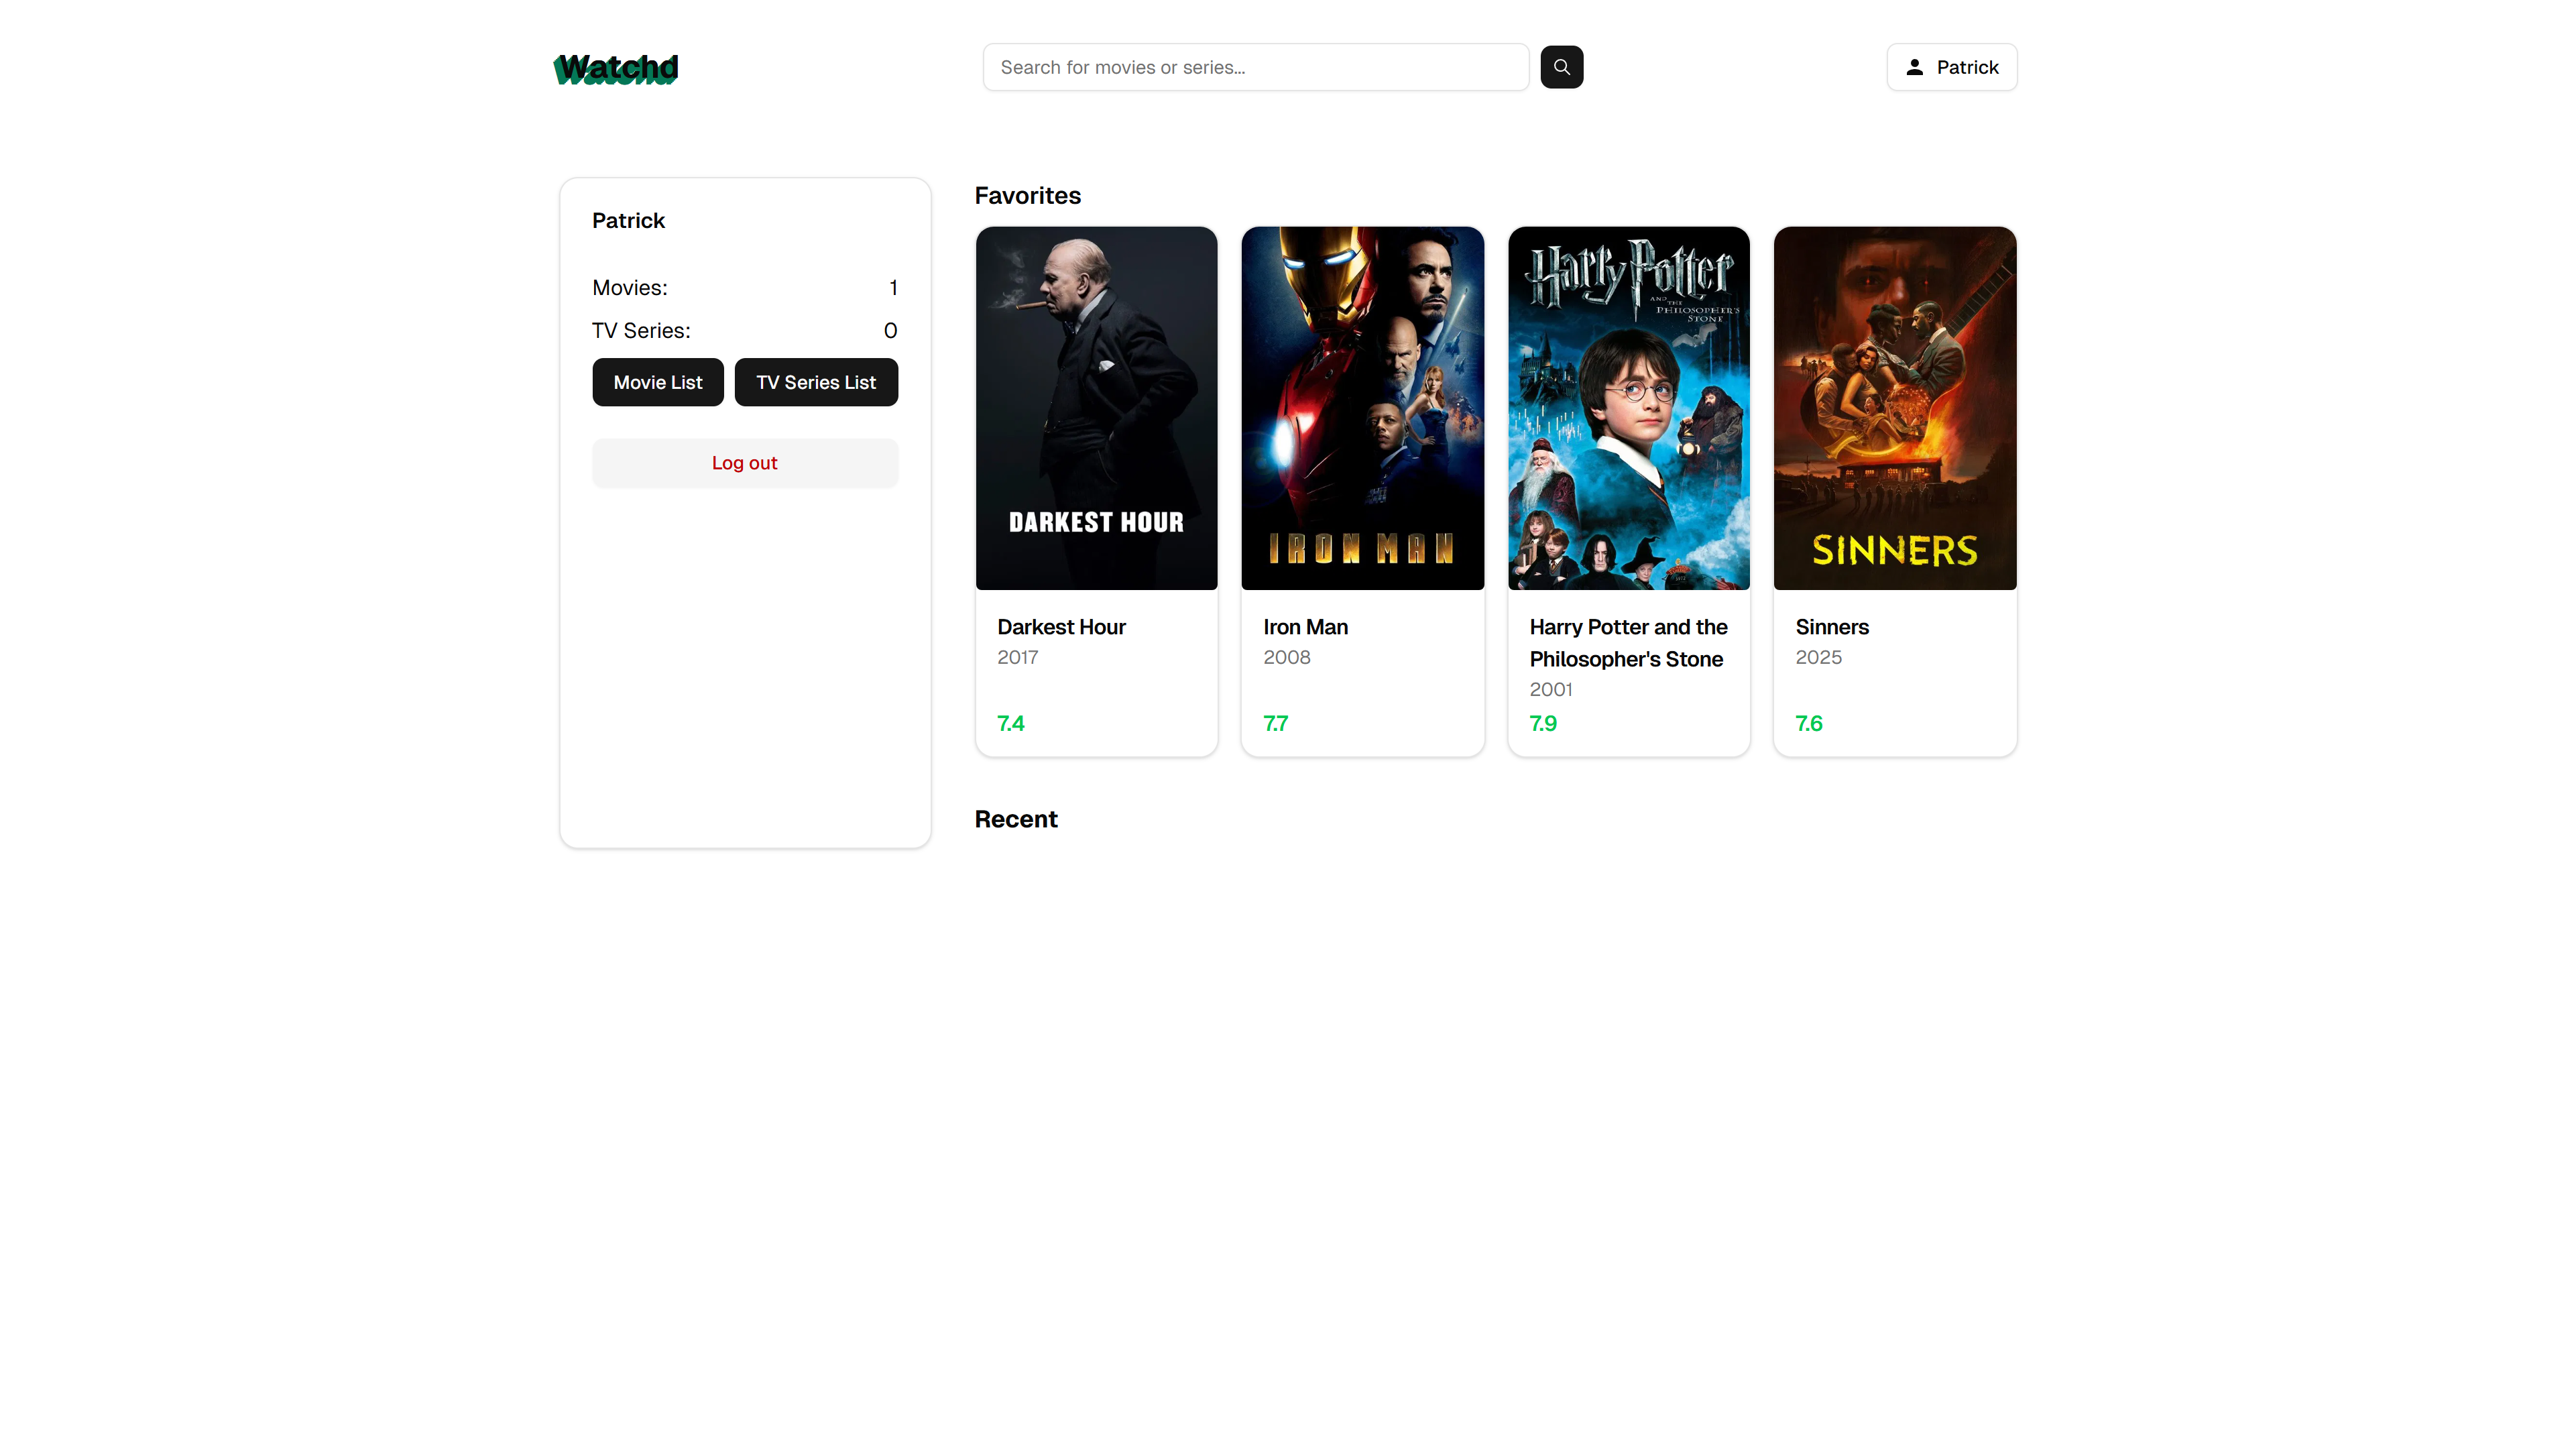 Watchd
Search for movies or series...
Patrick
Patrick
Movies: 1
TV Series: 0
Movie List
TV Series List
Log out
Favorites
DARKEST HOUR
Darkest Hour
2017
7.4
IRON MAN
Iron Man
2008
7.7
Harry Potter
AND THE
PHILOSOPHER'S
STONE
Harry Potter and the
Philosopher's Stone
2001
7.9
SINNERS
Sinners
2025
7.6
Recent